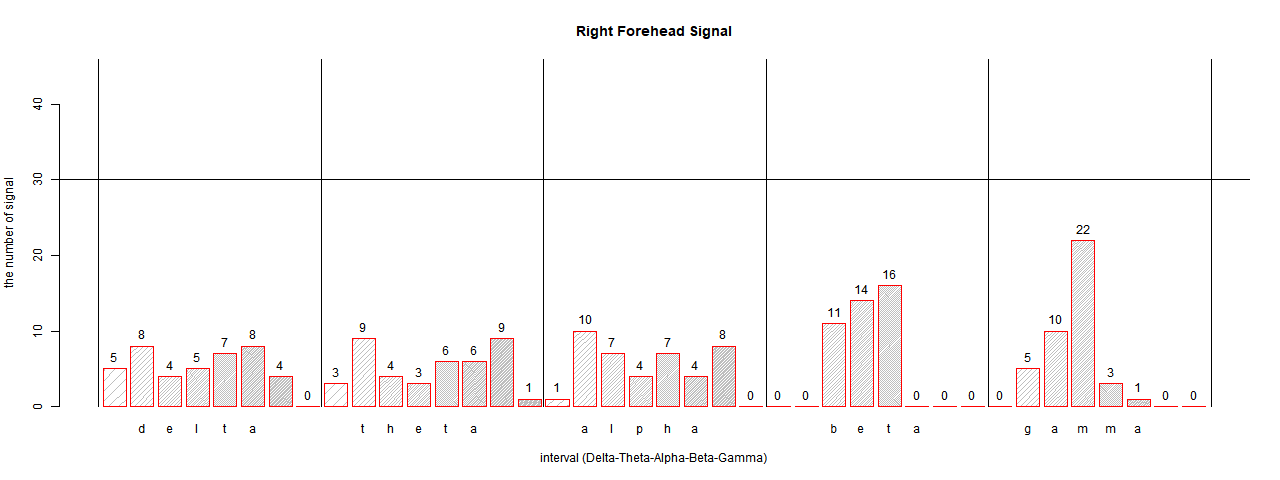 Right Forehead Signal
the number of signal
40
30
20
10
0
5 8 4 5 7 8 4 0 3 9 4 3 6 6 9 1 1 10 7 4 7 4 8 0 0 0 11 14 16 0 0 0 0 5 10 22 3 1 0 0
d e l t a t h e t a a l p h a b e t a g a m m a
interval (Delta-Theta-Alpha-Beta-Gamma)